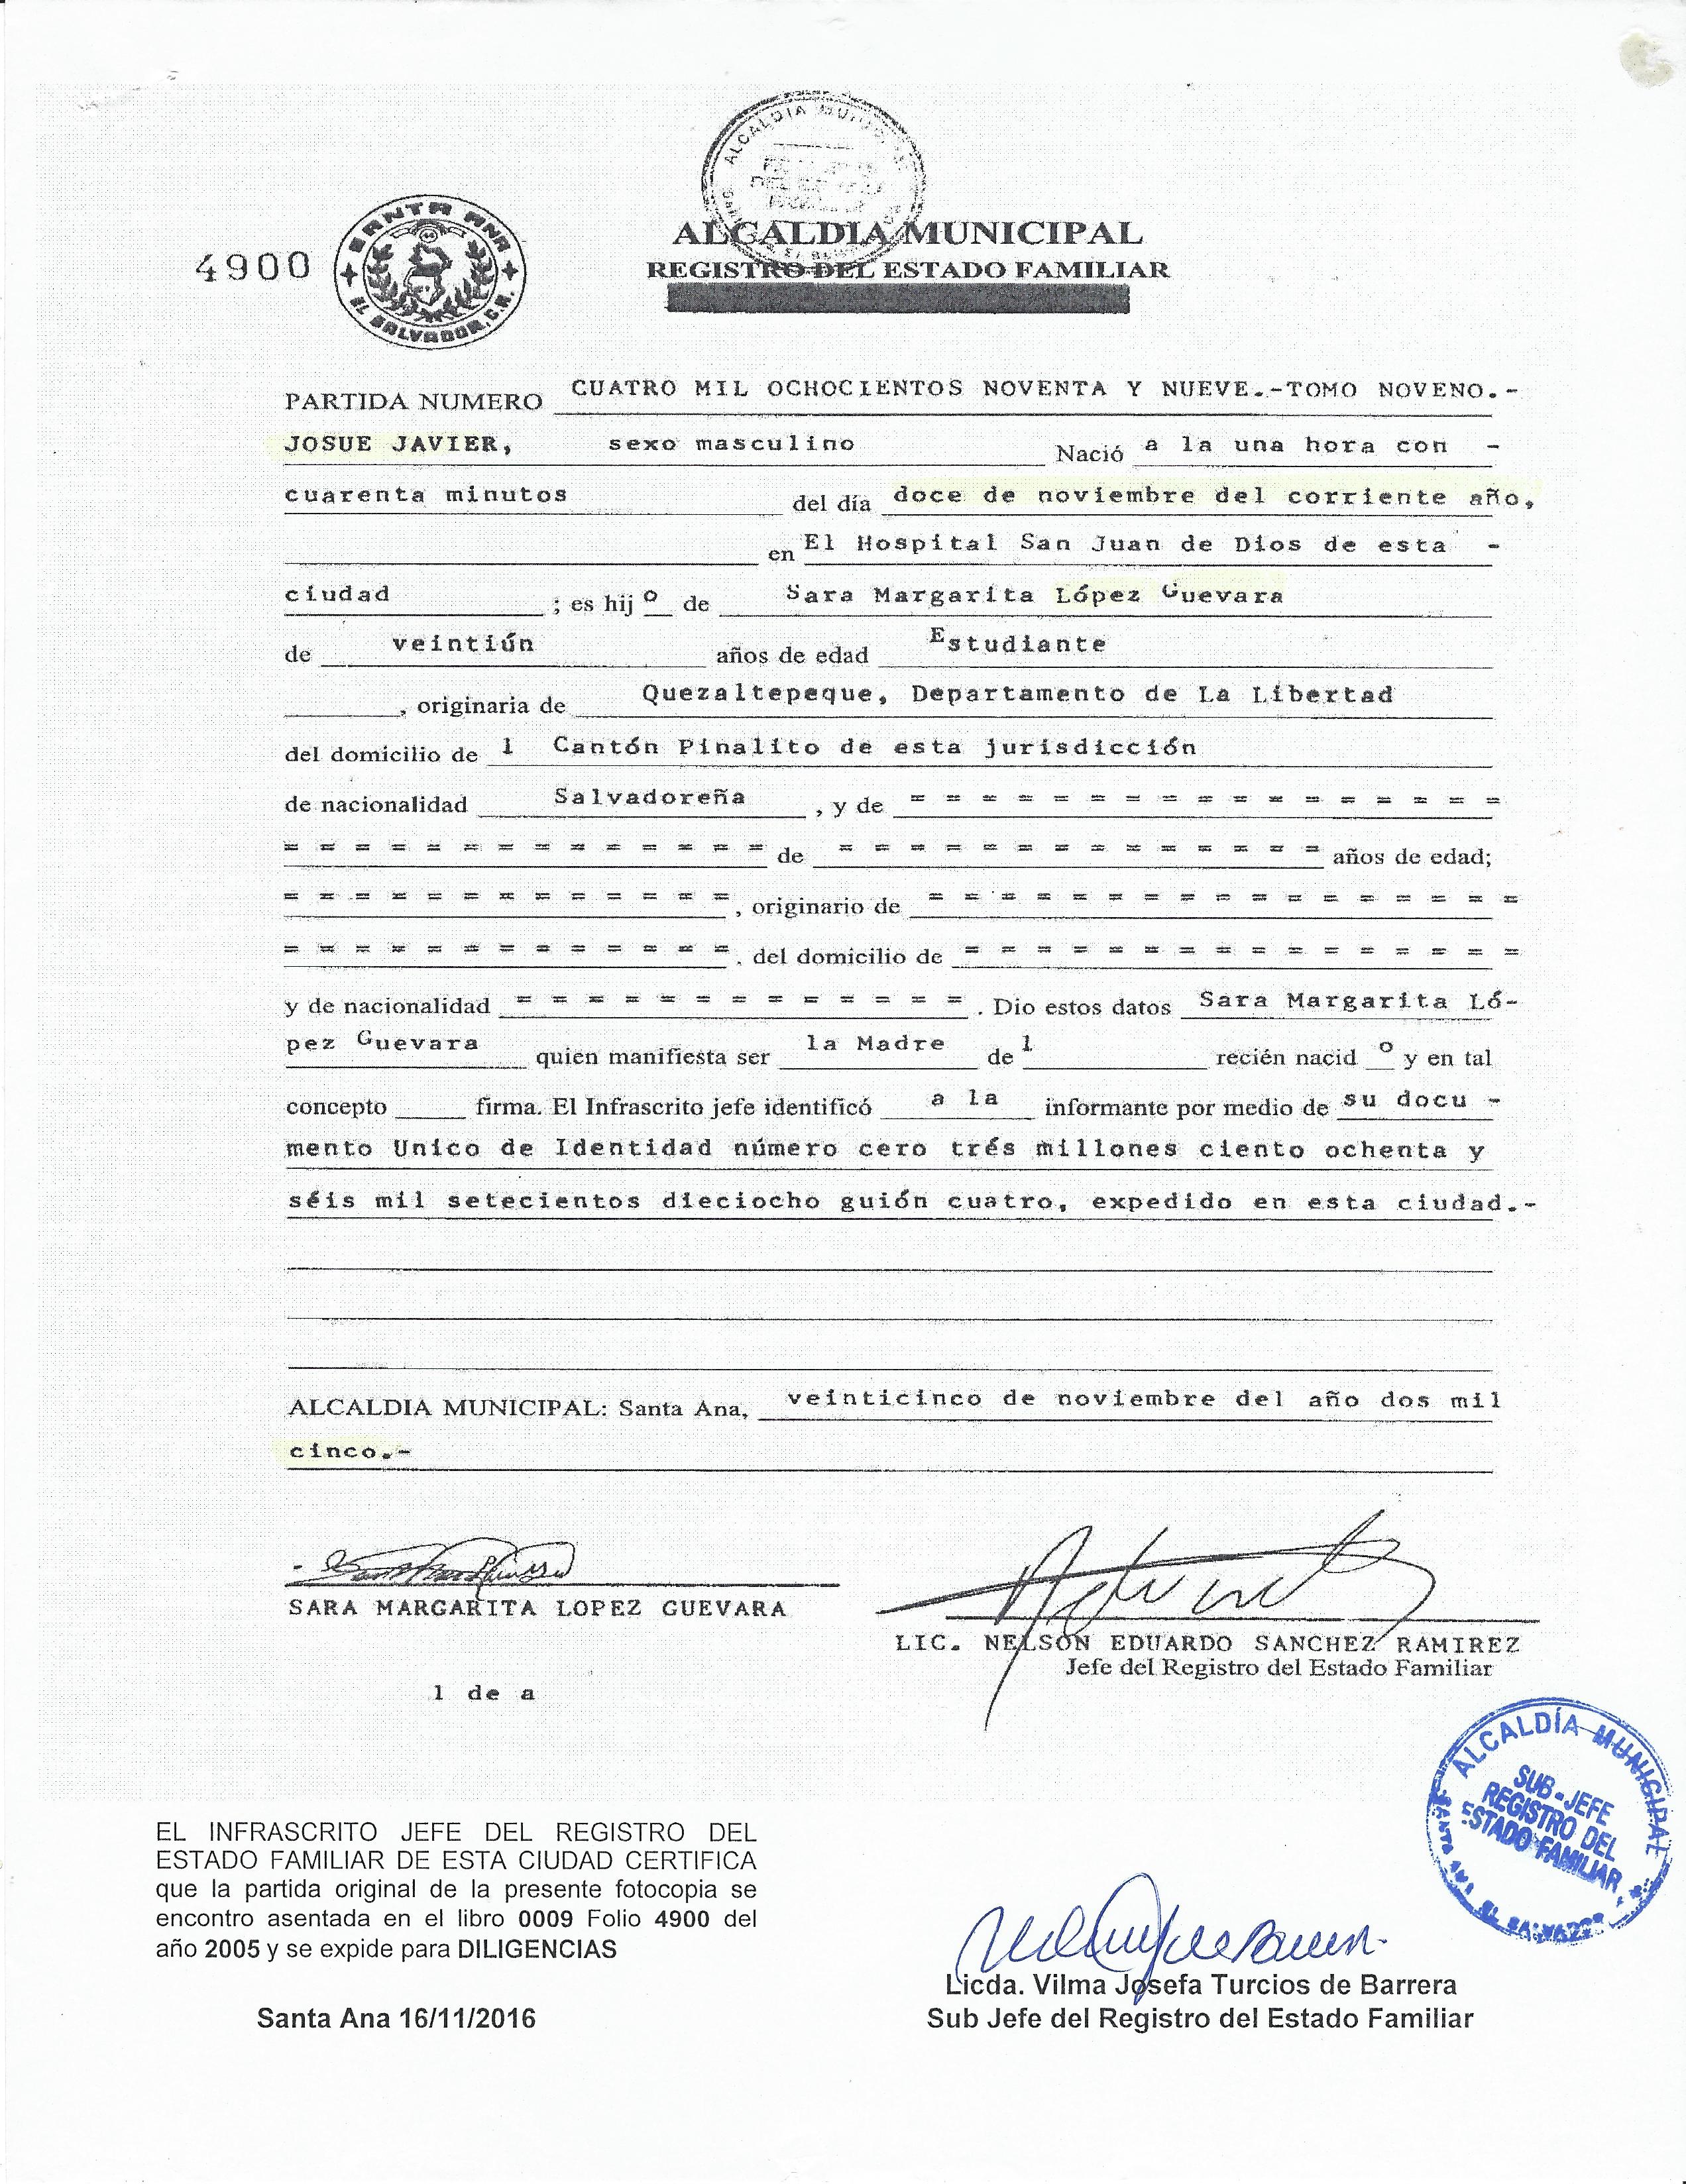 ALCALDIA MUNICIPAL
SANTA ANA
EL SALVADOR, C.A.
4900
ALCALDIA MUNICIPAL
REGISTRO DEL ESTADO FAMILIAR
PARTIDA NUMERO CUATRO MIL OCHOCIENTOS NOVENTA Y NUEVE.-TOMO NOVENO.-
JOSUE JAVIER, sexo masculino Nació a la una hora con -
cuarenta minutos del día doce de noviembre del corriente año,
en El Hospital San Juan de Dios de esta -
ciudad ; es hij o de Sara Margarita López Guevara
de veintiún años de edad Estudiante
, originaria de Quezaltepeque, Departamento de La Libertad
del domicilio de l Cantón Pinalito de esta jurisdicción
de nacionalidad Salvadoreña , y de = = = = = = = = = = = = = = = = =
= = = = = = = = = = = = = = de = = = = = = = = = = = = = = años de edad;
= = = = = = = = = = = = = , originario de = = = = = = = = = = = = = = = = =
= = = = = = = = = = = = = . del domicilio de = = = = = = = = = = = = = = = =
y de nacionalidad = = = = = = = = = = = = = . Dio estos datos Sara Margarita Ló-
pez Guevara quien manifiesta ser la Madre de l recién nacid o y en tal
concepto firma. El Infrascrito jefe identificó a la informante por medio de su docu -
mento Unico de Identidad número cero trés millones ciento ochenta y
séis mil setecientos dieciocho guión cuatro, expedido en esta ciudad.-
ALCALDIA MUNICIPAL: Santa Ana, veinticinco de noviembre del año dos mil
cinco.-
SARA MARGARITA LOPEZ GUEVARA
LIC. NELSON EDUARDO SANCHEZ RAMIREZ
Jefe del Registro del Estado Familiar
l de a
ALCALDÍA MUNICIPAL
SUB-JEFE
REGISTRO DEL
ESTADO FAMILIAR
SANTA ANA, EL SALVADOR
EL INFRASCRITO JEFE DEL REGISTRO DEL
ESTADO FAMILIAR DE ESTA CIUDAD CERTIFICA
que la partida original de la presente fotocopia se
encontro asentada en el libro 0009 Folio 4900 del
año 2005 y se expide para DILIGENCIAS
Licda. Vilma Josefa Turcios de Barrera
Santa Ana 16/11/2016
Sub Jefe del Registro del Estado Familiar